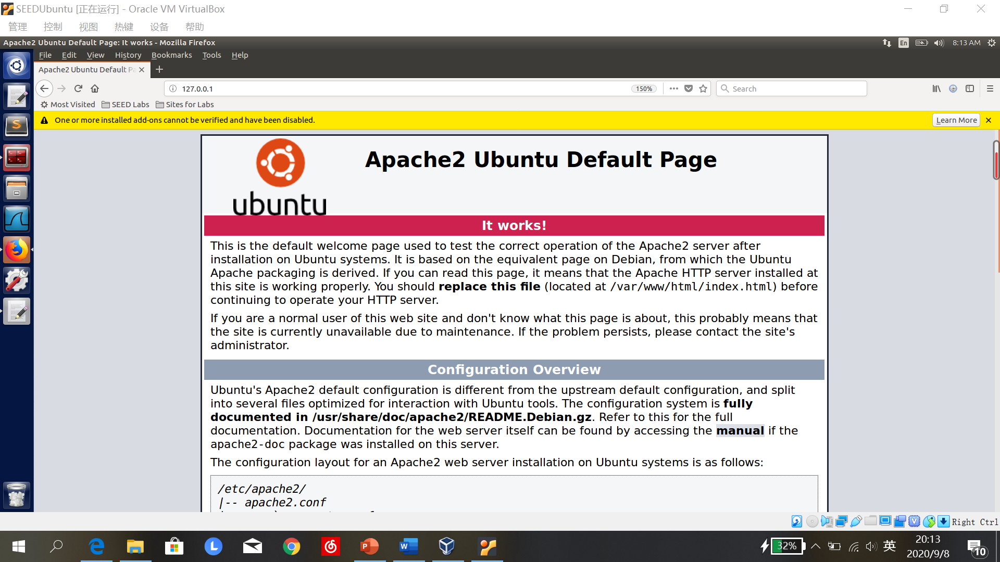 SEEDUbuntu [正在运行] - Oracle VM VirtualBox
管理 控制 视图 热键 设备 帮助
Apache2 Ubuntu Default Page: It works - Mozilla Firefox
En
8:13 AM
File Edit View History Bookmarks Tools Help
Apache2 Ubuntu Default Pa
127.0.0.1
150%
Search
Most Visited SEED Labs Sites for Labs
One or more installed add-ons cannot be verified and have been disabled.
Learn More
Apache2 Ubuntu Default Page
ubuntu
It works!
This is the default welcome page used to test the correct operation of the Apache2 server after
installation on Ubuntu systems. It is based on the equivalent page on Debian, from which the Ubuntu
Apache packaging is derived. If you can read this page, it means that the Apache HTTP server installed at
this site is working properly. You should replace this file (located at /var/www/html/index.html) before
continuing to operate your HTTP server.
If you are a normal user of this web site and don't know what this page is about, this probably means that
the site is currently unavailable due to maintenance. If the problem persists, please contact the site's
administrator.
Configuration Overview
Ubuntu's Apache2 default configuration is different from the upstream default configuration, and split
into several files optimized for interaction with Ubuntu tools. The configuration system is fully
documented in /usr/share/doc/apache2/README.Debian.gz. Refer to this for the full
documentation. Documentation for the web server itself can be found by accessing the manual if the
apache2-doc package was installed on this server.
The configuration layout for an Apache2 web server installation on Ubuntu systems is as follows:
/etc/apache2/
|-- apache2.conf
Right Ctrl
32%
英
20:13
2020/9/8
10